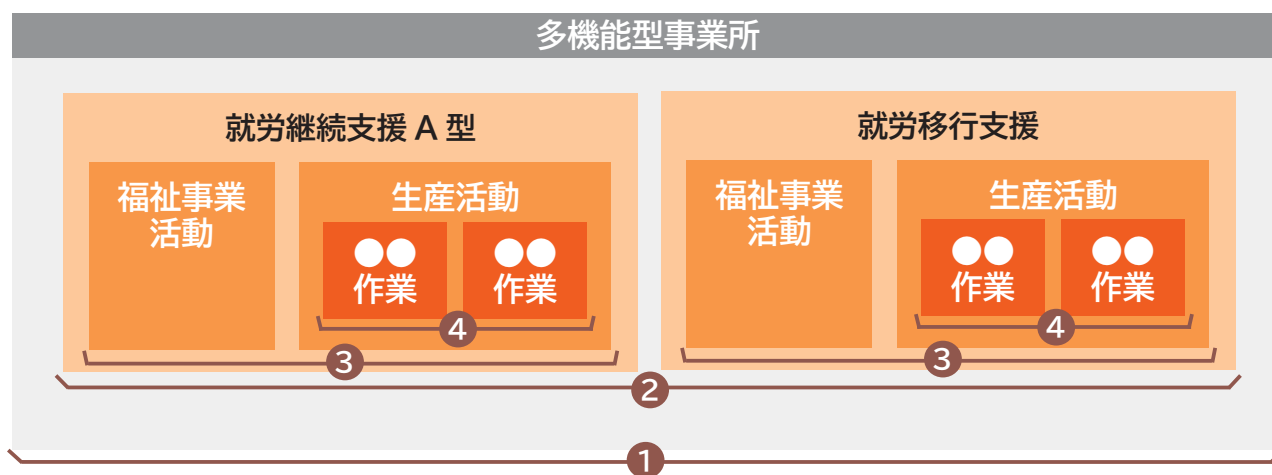 多機能型事業所
就労継続支援 A 型
福祉事業
活動
生産活動
●●
作業
●●
作業
4
3
就労移行支援
福祉事業
活動
生産活動
●●
作業
●●
作業
4
3
2
1